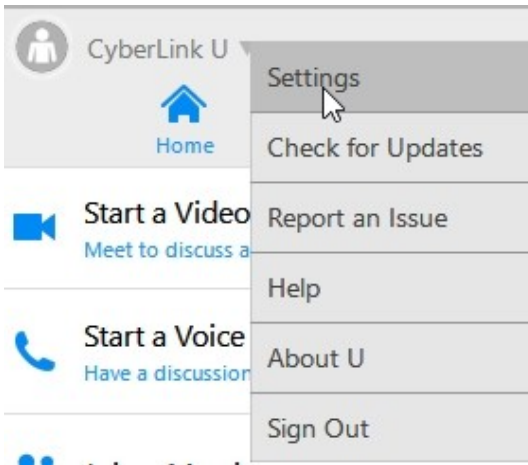 CyberLink U
Settings
Home
Check for Updates
Start a Video
Meet to discuss a
Report an Issue
Help
Start a Voice
Have a discussion
About U
Sign Out